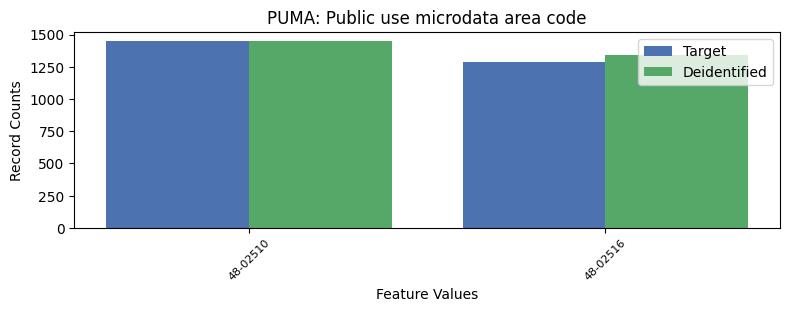 PUMA: Public use microdata area code
Record Counts
1500
1250
1000
750
500
250
0
Target
Deidentified
48-02510
48-02516
Feature Values